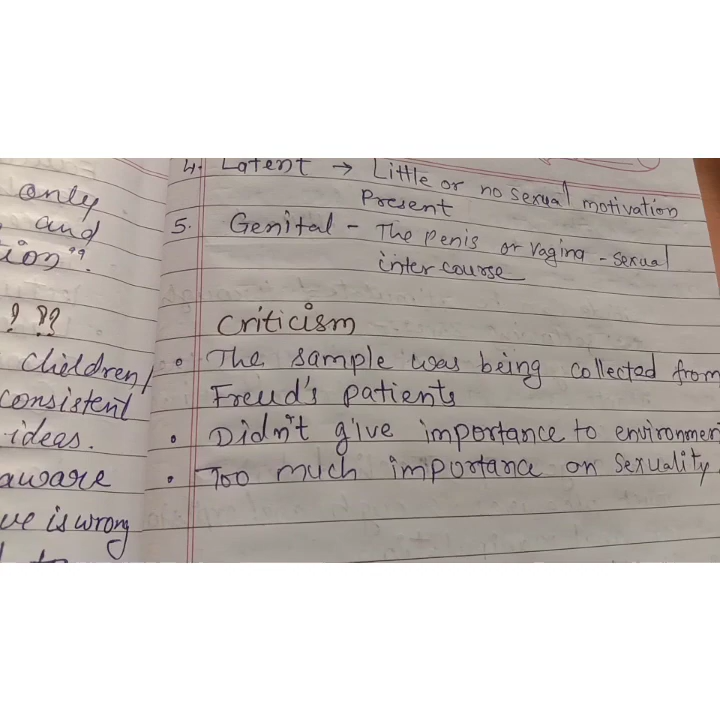 only
and
ion".
? ??
Chieldren/
consistent
ideas.
aware
ve is wrong
4. Latent → Little or no sexual motivation
Present
5. Genital - The penis or vagina - sexual
inter course
Criticism
• The sample was being collected from
Freud's patients
• Didn't give importance to environmen
• Too much importance on sexuality